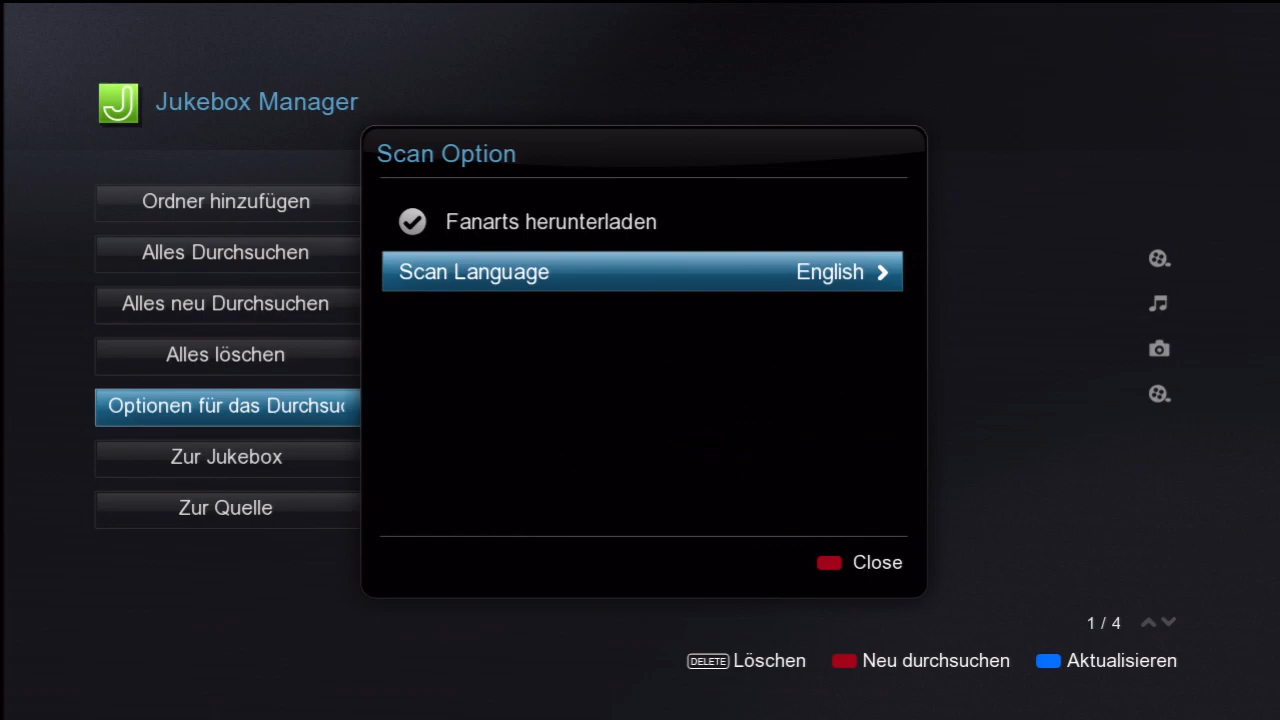 Jukebox Manager
Ordner hinzufügen
Alles Durchsuchen
Alles neu Durchsuchen
Alles löschen
Optionen für das Durchsuc
Zur Jukebox
Zur Quelle
Scan Option
Fanarts herunterladen
Scan Language English
Close
1 / 4
DELETE Löschen Neu durchsuchen Aktualisieren